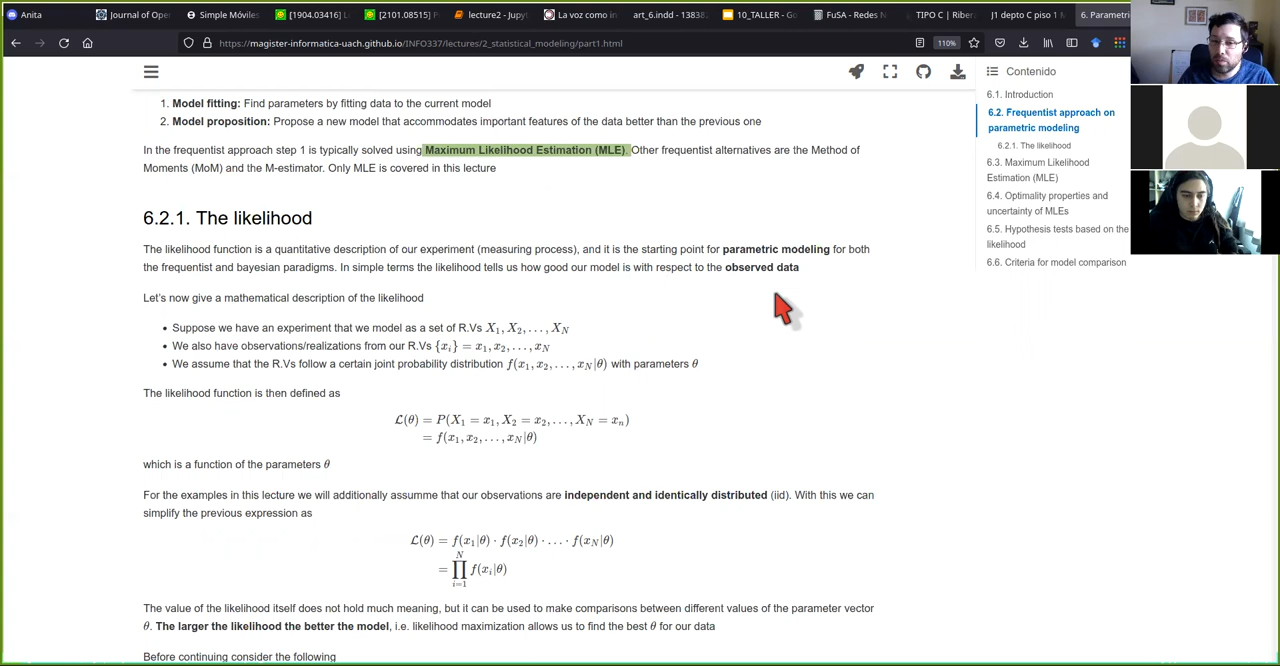 Anita
Journal of Ope
Simple Móviles
[1904.03416] L
[2101.08515] P
lecture2 - Jupyt
La voz como in
art_6.indd - 13838
10_TALLER - Go
FuSA - Redes N
TIPO C | Ribera
J1 depto C piso 1 M
6. Parametri
https://magister-informatica-uach.github.io/INFO337/lectures/2_statistical_modeling/part1.html
110%
1. Model fitting: Find parameters by fitting data to the current model
2. Model proposition: Propose a new model that accommodates important features of the data better than the previous one
In the frequentist approach step 1 is typically solved using Maximum Likelihood Estimation (MLE). Other frequentist alternatives are the Method of
Moments (MoM) and the M-estimator. Only MLE is covered in this lecture
6.2.1. The likelihood
The likelihood function is a quantitative description of our experiment (measuring process), and it is the starting point for parametric modeling for both
the frequentist and bayesian paradigms. In simple terms the likelihood tells us how good our model is with respect to the observed data
Let's now give a mathematical description of the likelihood
• Suppose we have an experiment that we model as a set of R.Vs X₁, X₂, . . . , X_N
• We also have observations/realizations from our R.Vs {xᵢ} = x₁, x₂, . . . , x_N
• We assume that the R.Vs follow a certain joint probability distribution f(x₁, x₂, . . . , x_N|θ) with parameters θ
The likelihood function is then defined as
ℒ(θ) = P(X₁ = x₁, X₂ = x₂, . . . , X_N = xₙ)
= f(x₁, x₂, . . . , x_N|θ)
which is a function of the parameters θ
For the examples in this lecture we will additionally assumme that our observations are independent and identically distributed (iid). With this we can
simplify the previous expression as
ℒ(θ) = f(x₁|θ) · f(x₂|θ) · . . . · f(x_N|θ)
= ∏_{i=1}^{N} f(xᵢ|θ)
The value of the likelihood itself does not hold much meaning, but it can be used to make comparisons between different values of the parameter vector
θ. The larger the likelihood the better the model, i.e. likelihood maximization allows us to find the best θ for our data
Before continuing consider the following
Contenido
6.1. Introduction
6.2. Frequentist approach on
parametric modeling
6.2.1. The likelihood
6.3. Maximum Likelihood
Estimation (MLE)
6.4. Optimality properties and
uncertainty of MLEs
6.5. Hypothesis tests based on the
likelihood
6.6. Criteria for model comparison